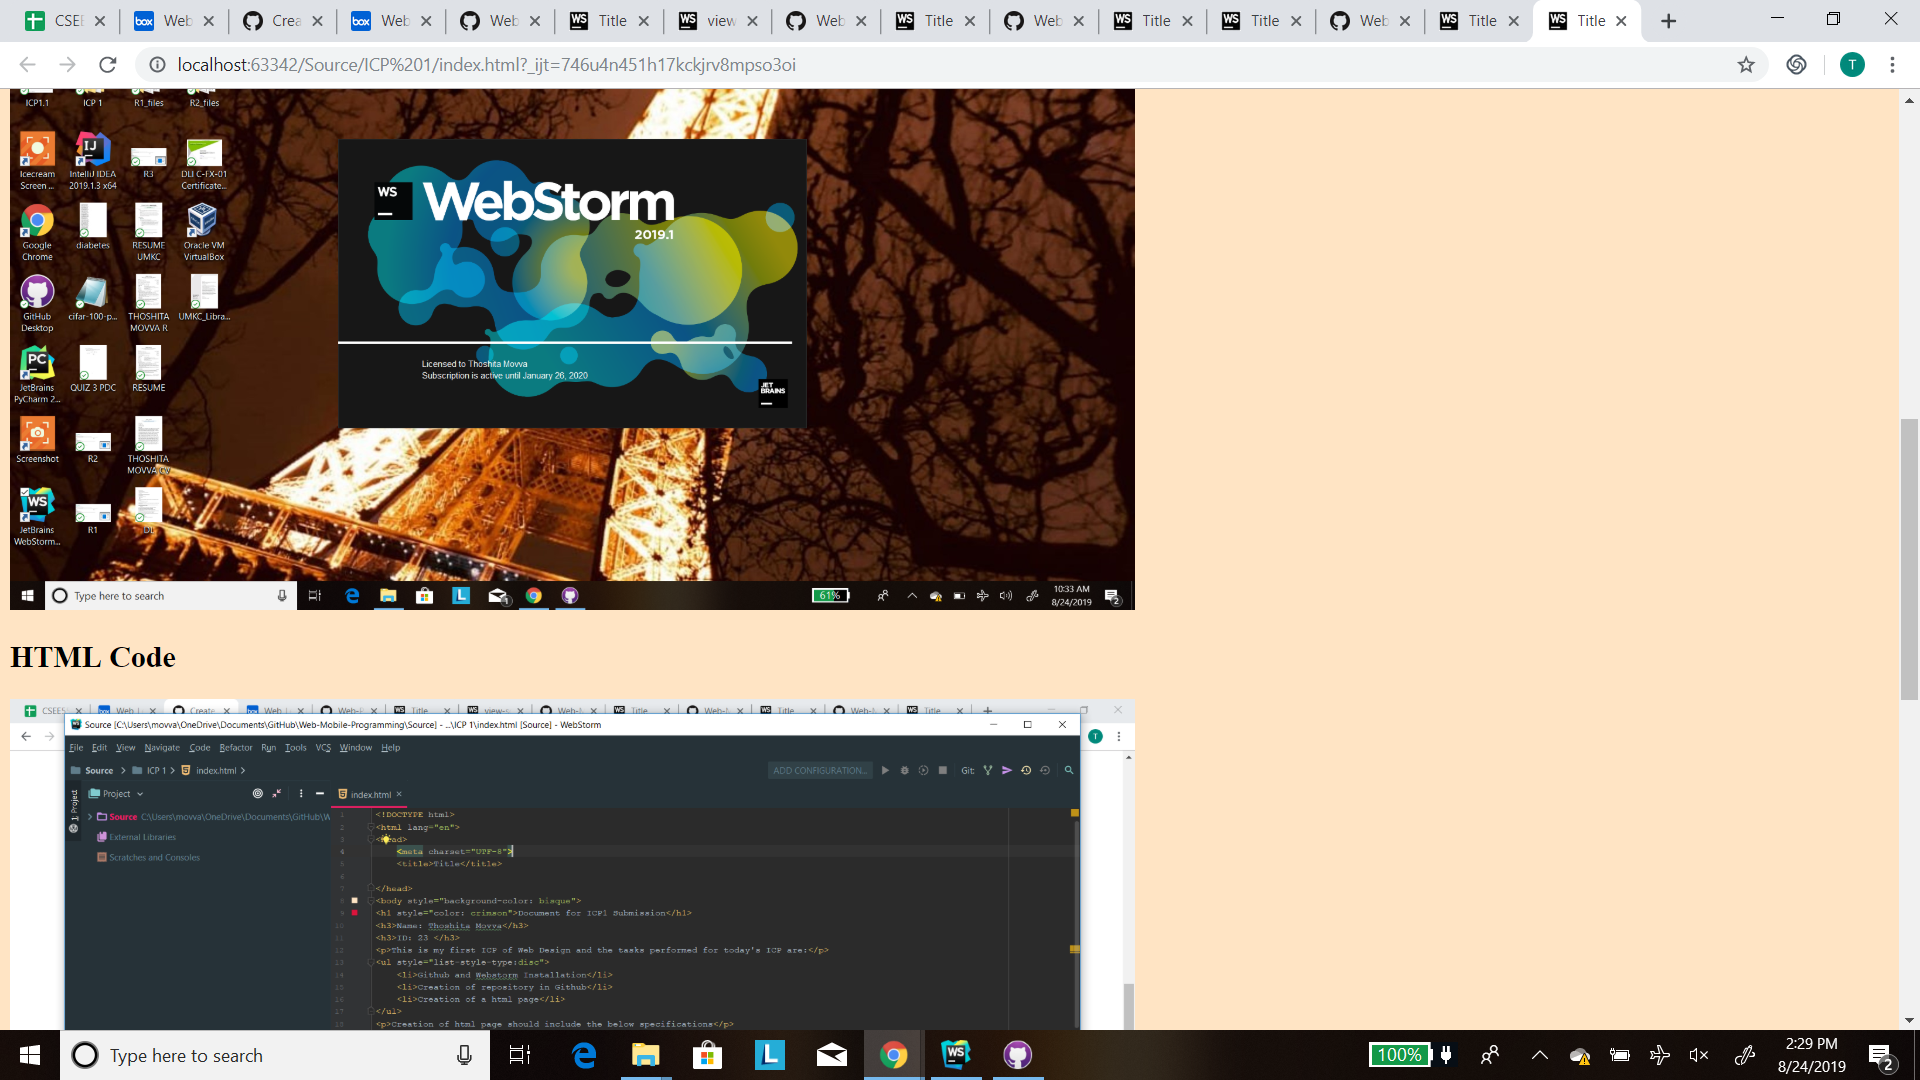 CSEE
Web
Crea
Web
Web
Title
view
Web
Title
Web
Title
Title
Web
Title
Title
localhost:63342/Source/ICP%201/index.html?_ijt=746u4n451h17kckjrv8mpso3oi
T
ICP1.1 ICP 1 R1_files R2_files
Icecream Screen ...
IntelliJ IDEA 2019.1.3 x64
R3
DLI C-FX-01 Certificate...
Google Chrome
diabetes
RESUME UMKC
Oracle VM VirtualBox
GitHub Desktop
cifar-100-p...
THOSHITA MOVVA R
UMKC_Libra...
JetBrains PyCharm 2...
QUIZ 3 PDC
RESUME
Screenshot
R2
THOSHITA MOVVA CV
JetBrains WebStorm...
R1
DL
WS
WebStorm
2019.1
Licensed to Thoshita Movva
Subscription is active until January 26, 2020
JET
BRAINS
Type here to search
61%
10:33 AM
8/24/2019
2
HTML Code
Source [C:\Users\movva\OneDrive\Documents\GitHub\Web-Mobile-Programming\Source] - ...\ICP 1\index.html [Source] - WebStorm
File Edit View Navigate Code Refactor Run Tools VCS Window Help
Source ICP 1 index.html
ADD CONFIGURATION...
Git:
Project
index.html
1: Project
Source C:\Users\movva\OneDrive\Documents\GitHub\W
External Libraries
Scratches and Consoles
<!DOCTYPE html>
<html lang="en">
<meta charset="UTF-8">
<title>Title</title>
</head>
<body style="background-color: bisque">
<h1 style="color: crimson">Document for ICP1 Submission</h1>
<h3>Name: Thoshita Movva</h3>
<h3>ID: 23 </h3>
<p>This is my first ICP of Web Design and the tasks performed for today's ICP are:</p>
<ul style="list-style-type:disc">
<li>Github and Webstorm Installation</li>
<li>Creation of repository in Github</li>
<li>Creation of a html page</li>
</ul>
<p>Creation of html page should include the below specifications</p>
Type here to search
100%
2:29 PM
8/24/2019
2